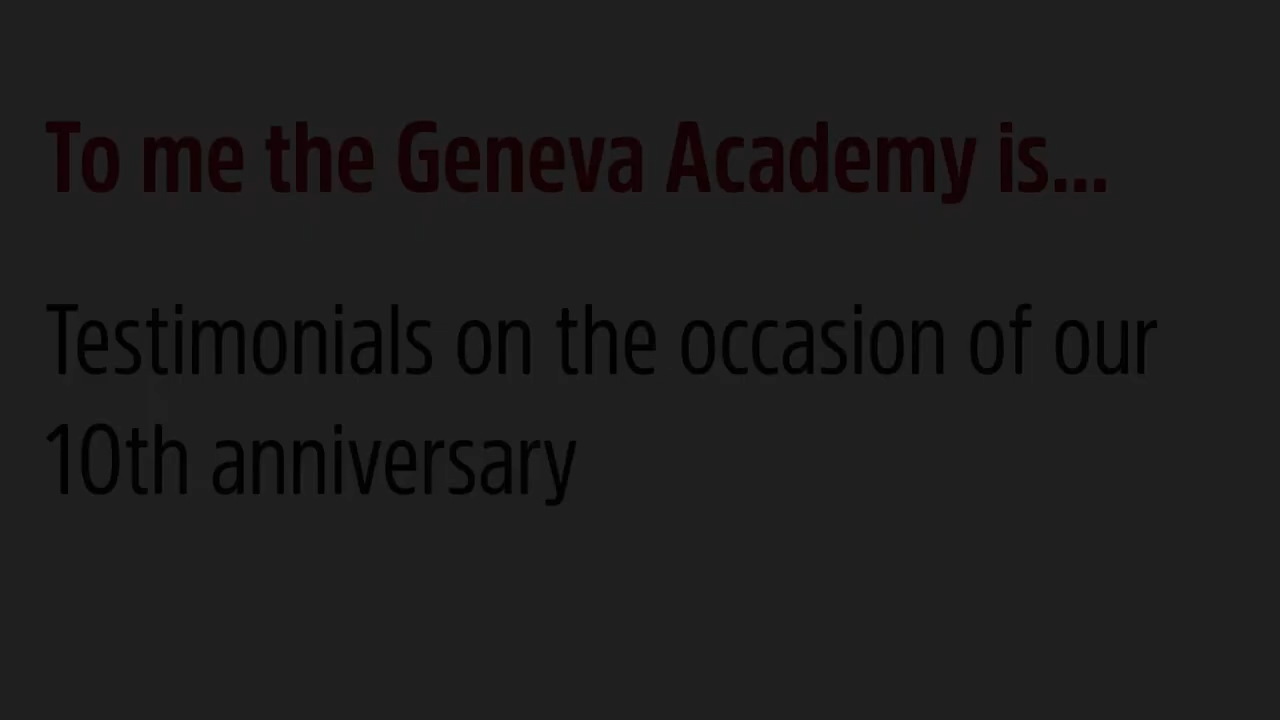 To me the Geneva Academy is...
Testimonials on the occasion of our
10th anniversary